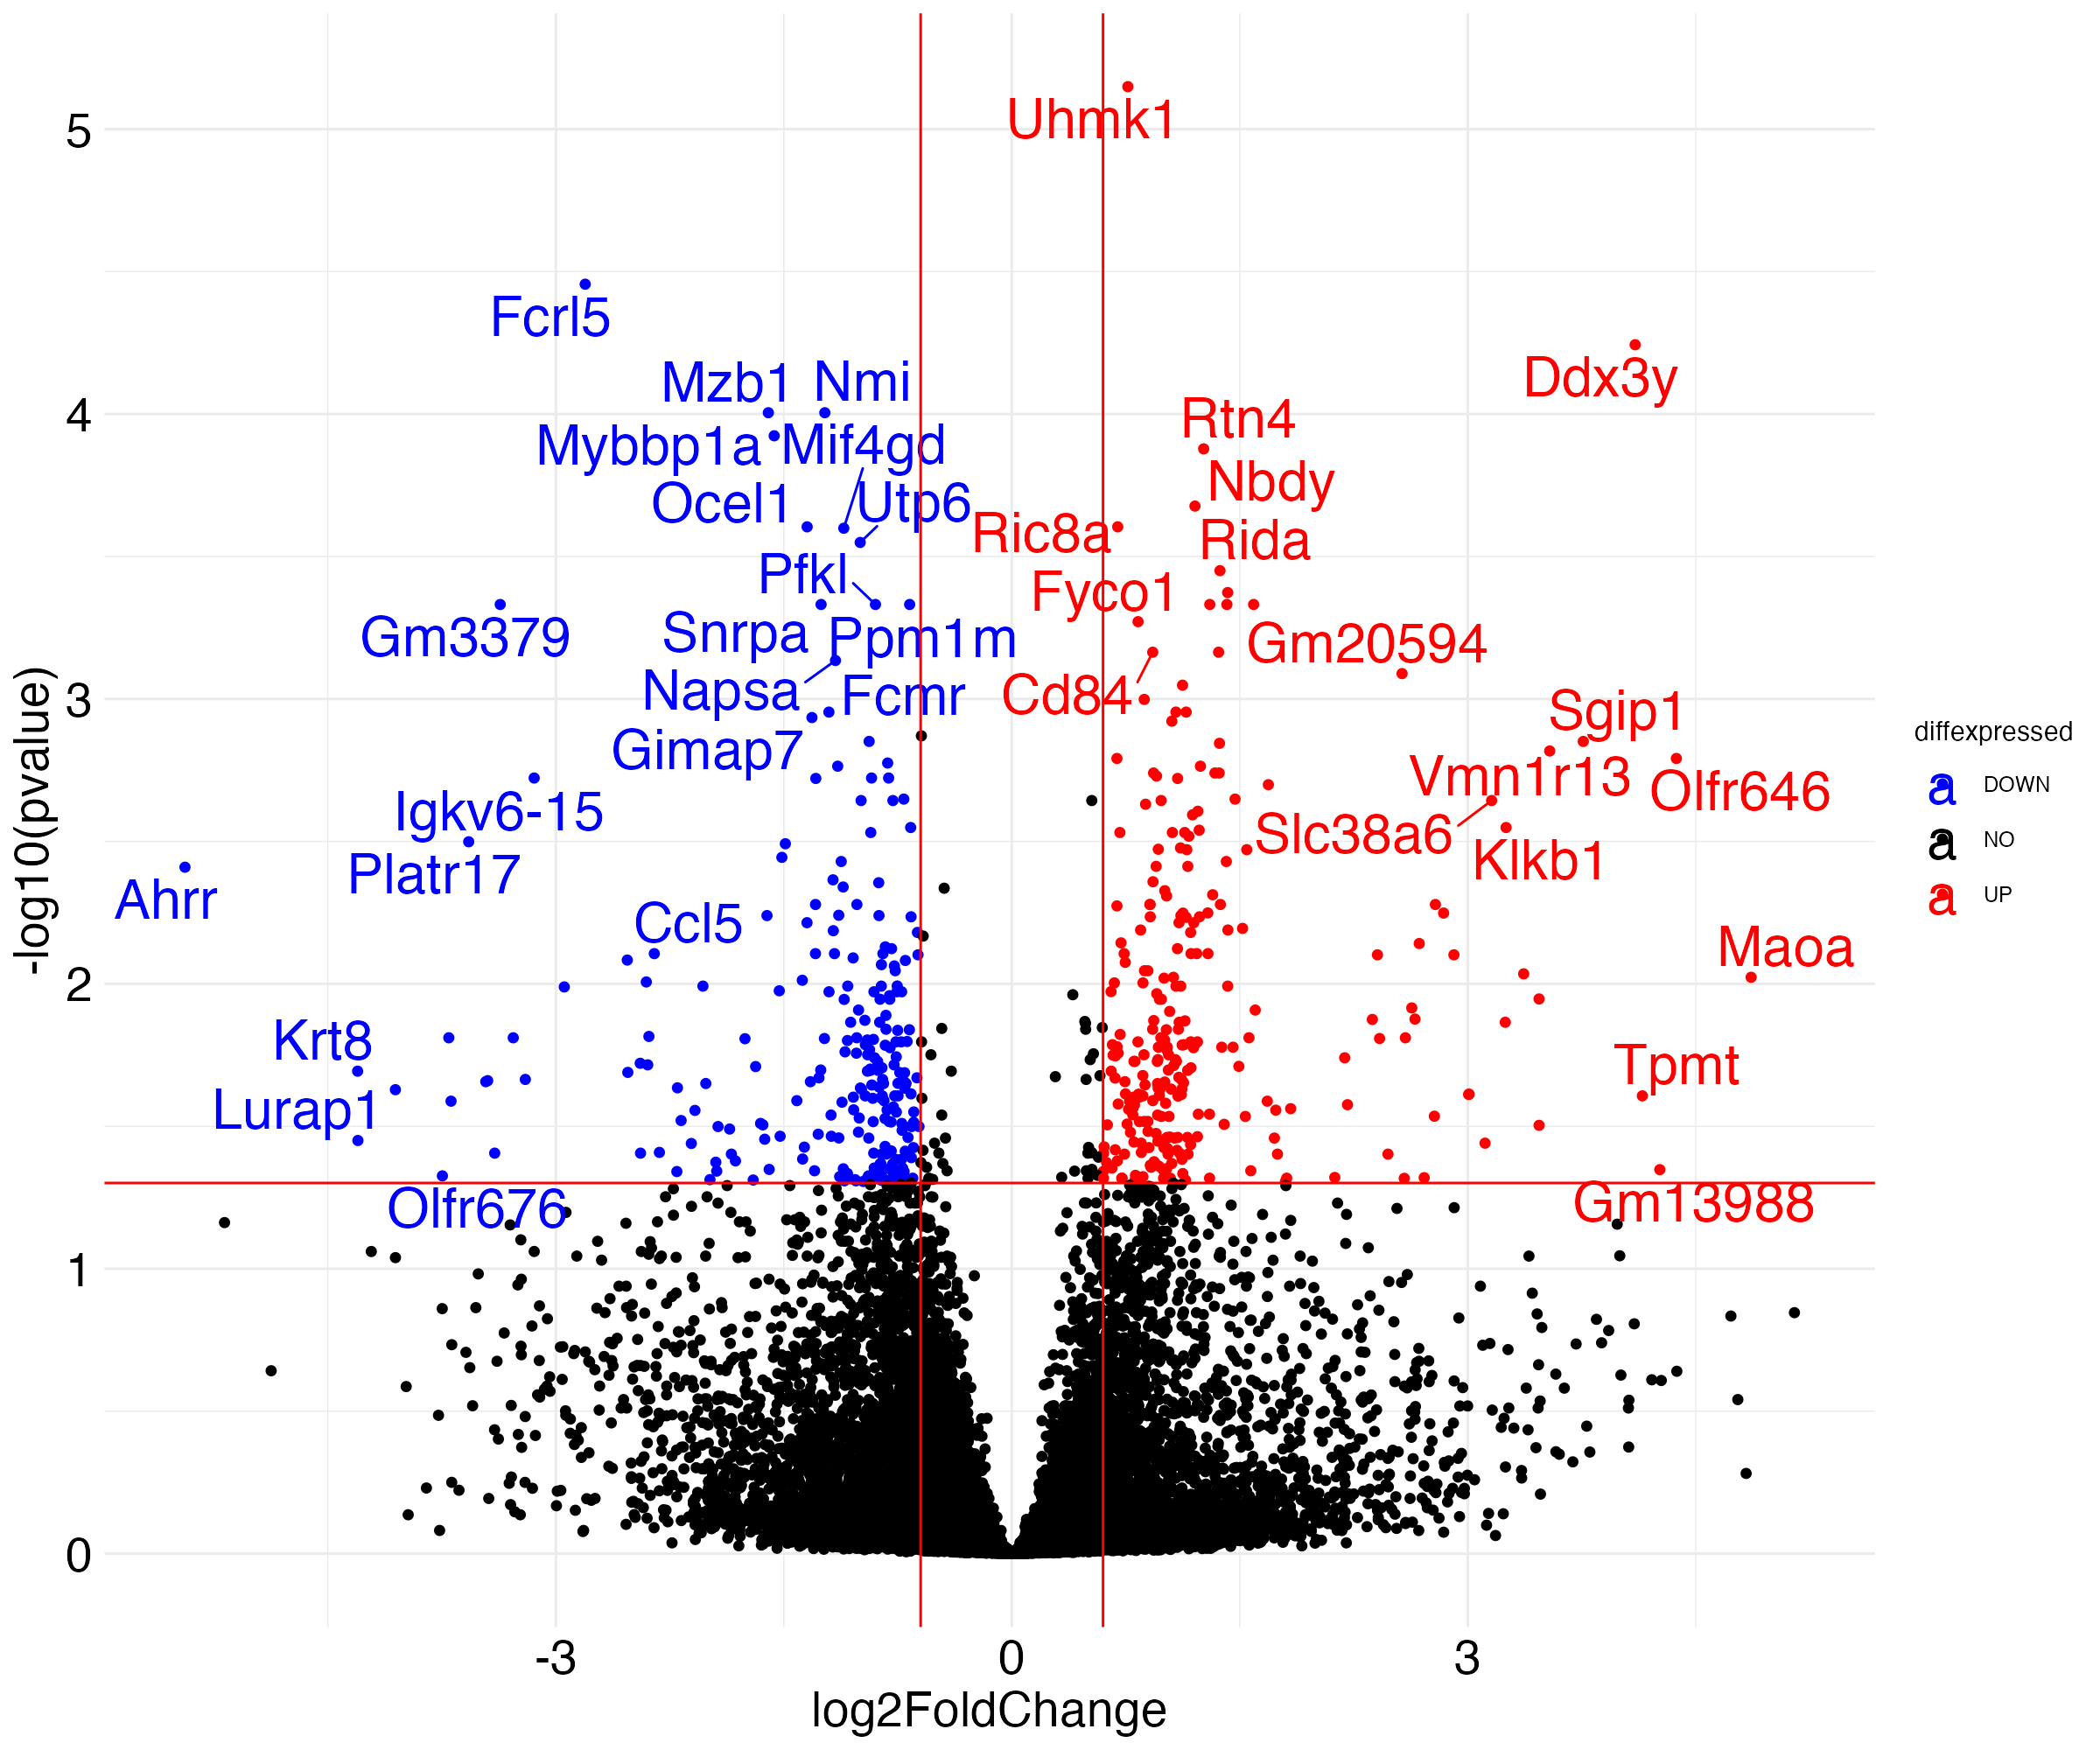 Uhmk1
5
Fcrl5
Ddx3y
Mzb1 Nmi
4
Rtn4
Mybbp1a Mif4gd
Nbdy
Ocel1 Utp6
Ric8a
Rida
Pfkl
Fyco1
Gm3379
Snrpa Ppm1m
Gm20594
Napsa Fcmr
Cd84
3
Sgip1
Gimap7
Vmn1r13
Olfr646
Igkv6-15
Slc38a6
Klkb1
Platr17
Ahrr
Ccl5
Maoa
2
Krt8
Tpmt
Lurap1
Olfr676
Gm13988
1
0
-log10(pvalue)
-3
0
3
log2FoldChange
diffexpressed
a DOWN
a NO
a UP